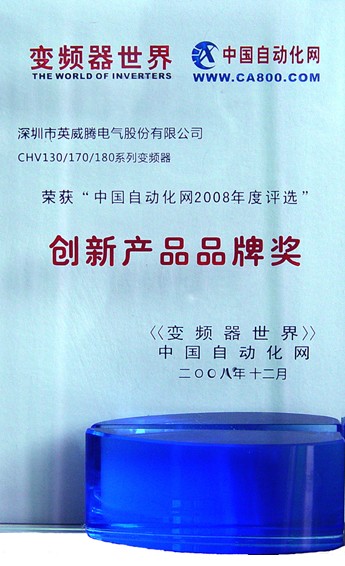 变频器世界
THE WORLD OF INVERTERS
中国自动化网
WWW.CA800.COM
深圳市英威腾电气股份有限公司
CHV130/170/180系列变频器
荣获“中国自动化网2008年度评选”
创新产品品牌奖
《变频器世界》
中国自动化网
二〇〇八年十二月